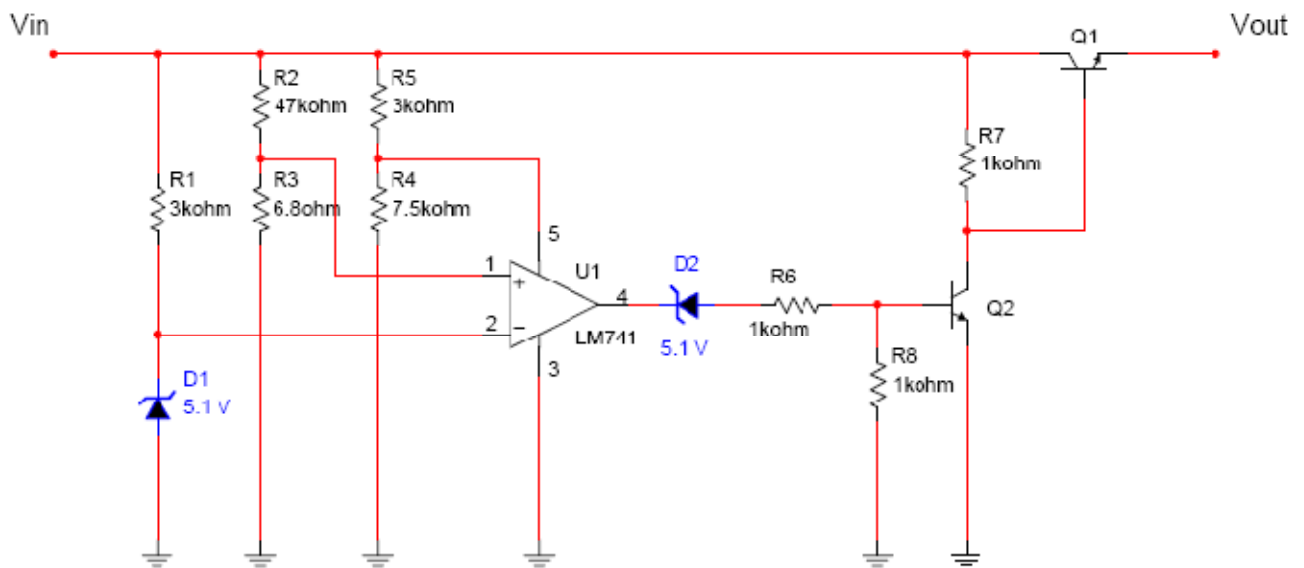 Vin
Vout
Q1
R2
47kohm
R5
3kohm
R7
1kohm
R1
3kohm
R3
6.8ohm
R4
7.5kohm
5
1
+
U1
D2
R6
4
2
−
LM741
5.1 V
1kohm
Q2
3
R8
1kohm
D1
5.1 V